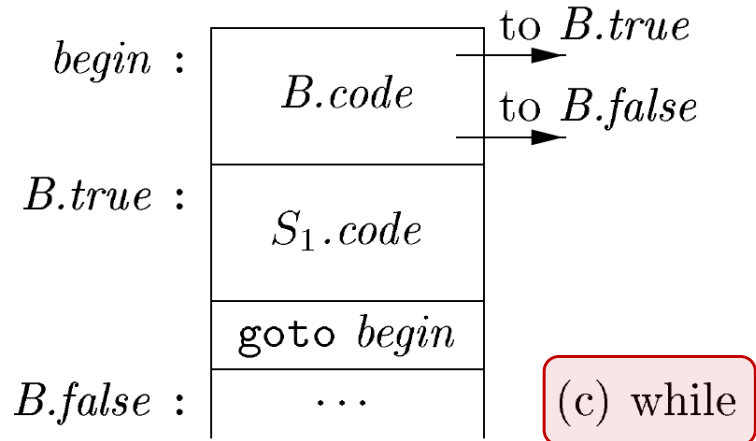 begin :
B.code
to B.true
to B.false
B.true :
S₁.code
goto begin
B.false :
...
(c) while